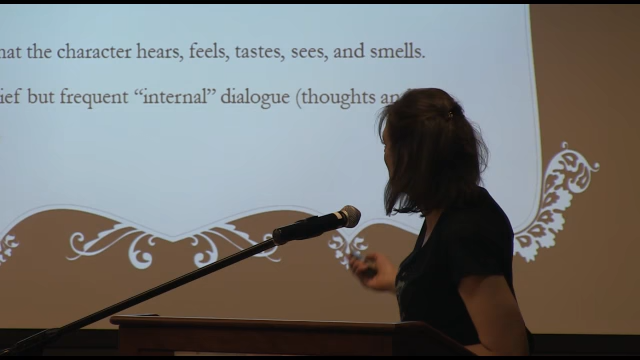 hat the character hears, feels, tastes, sees, and smells.
ief but frequent “internal” dialogue (thoughts an